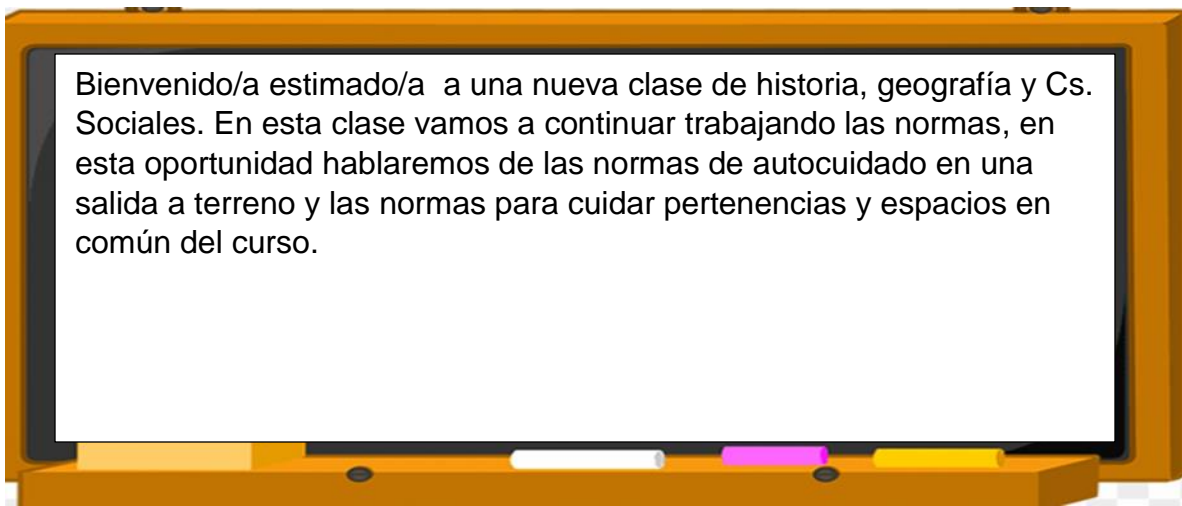 Bienvenido/a estimado/a  a una nueva clase de historia, geografía y Cs.
Sociales. En esta clase vamos a continuar trabajando las normas, en
esta oportunidad hablaremos de las normas de autocuidado en una
salida a terreno y las normas para cuidar pertenencias y espacios en
común del curso.